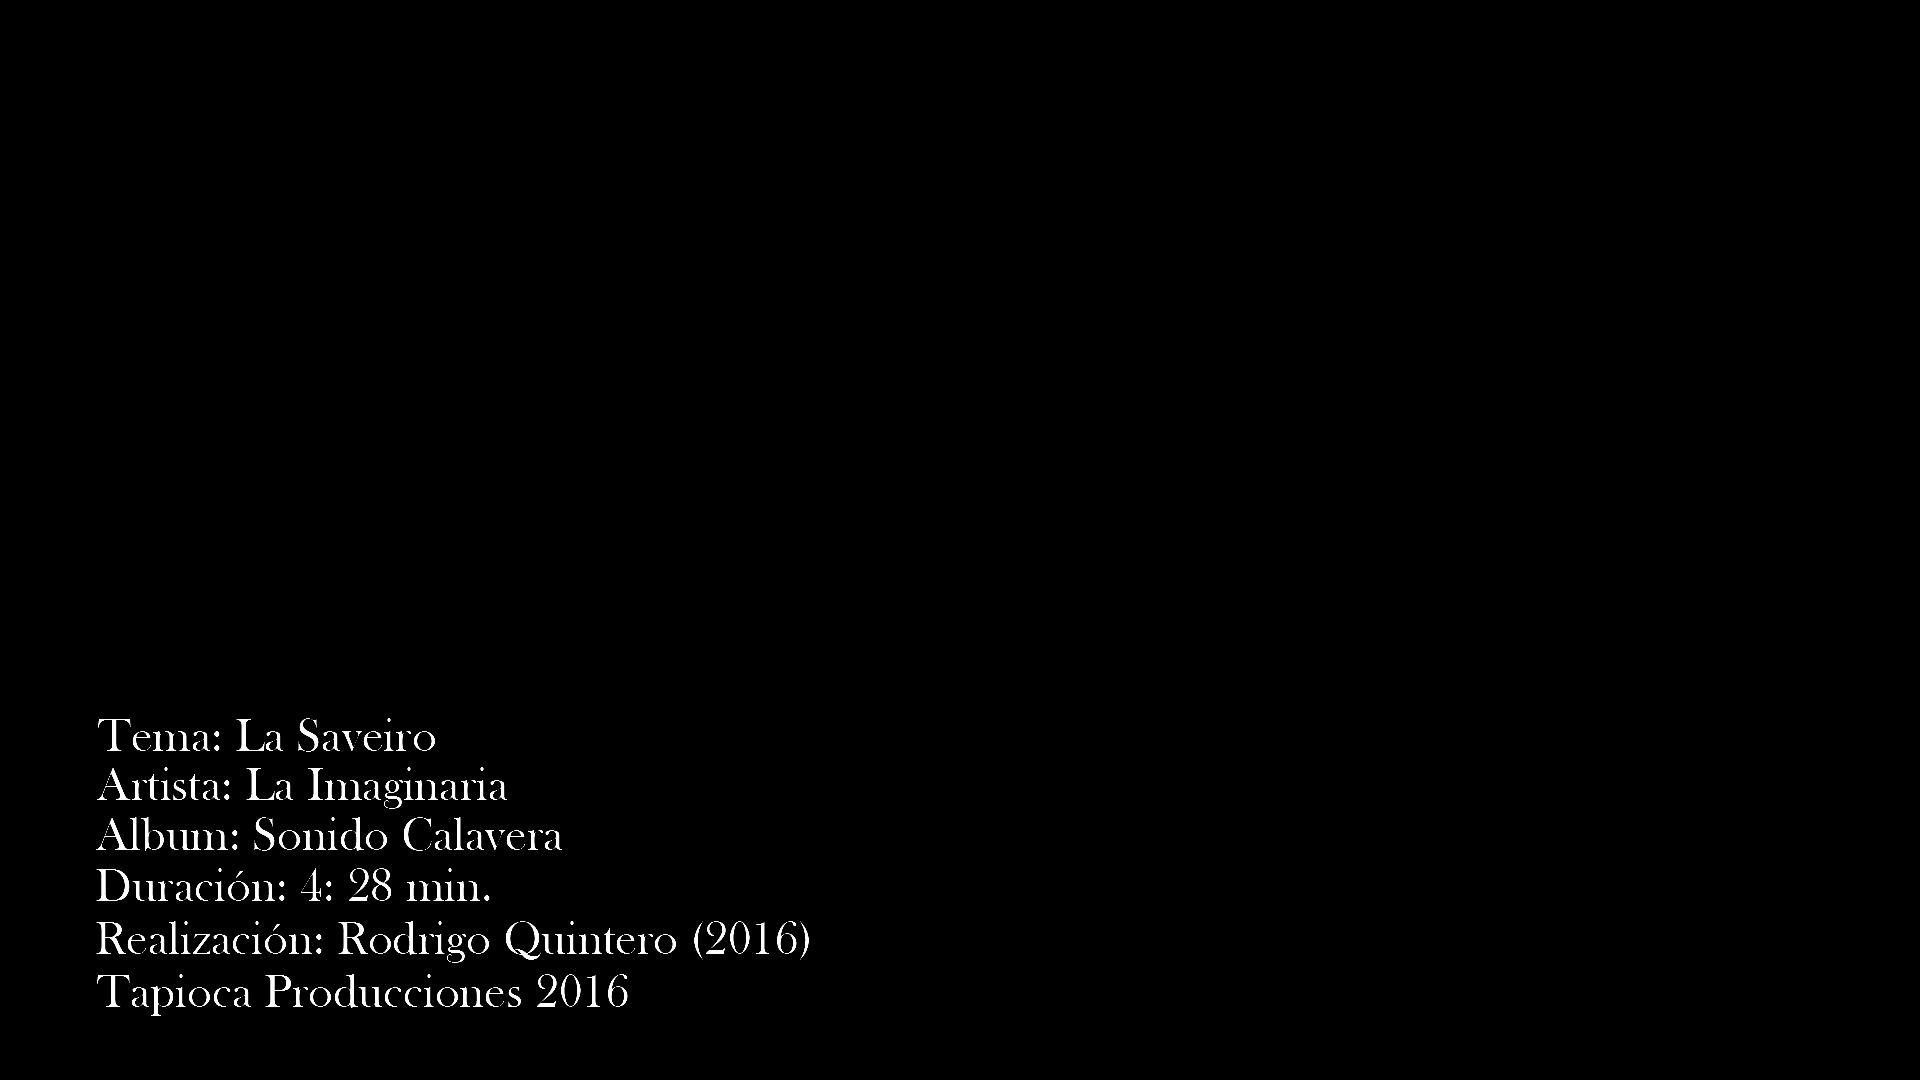 Tema: La Saveiro
Artista: La Imaginaria
Album: Sonido Calavera
Duración: 4: 28 min.
Realización: Rodrigo Quintero (2016)
Tapioca Producciones 2016